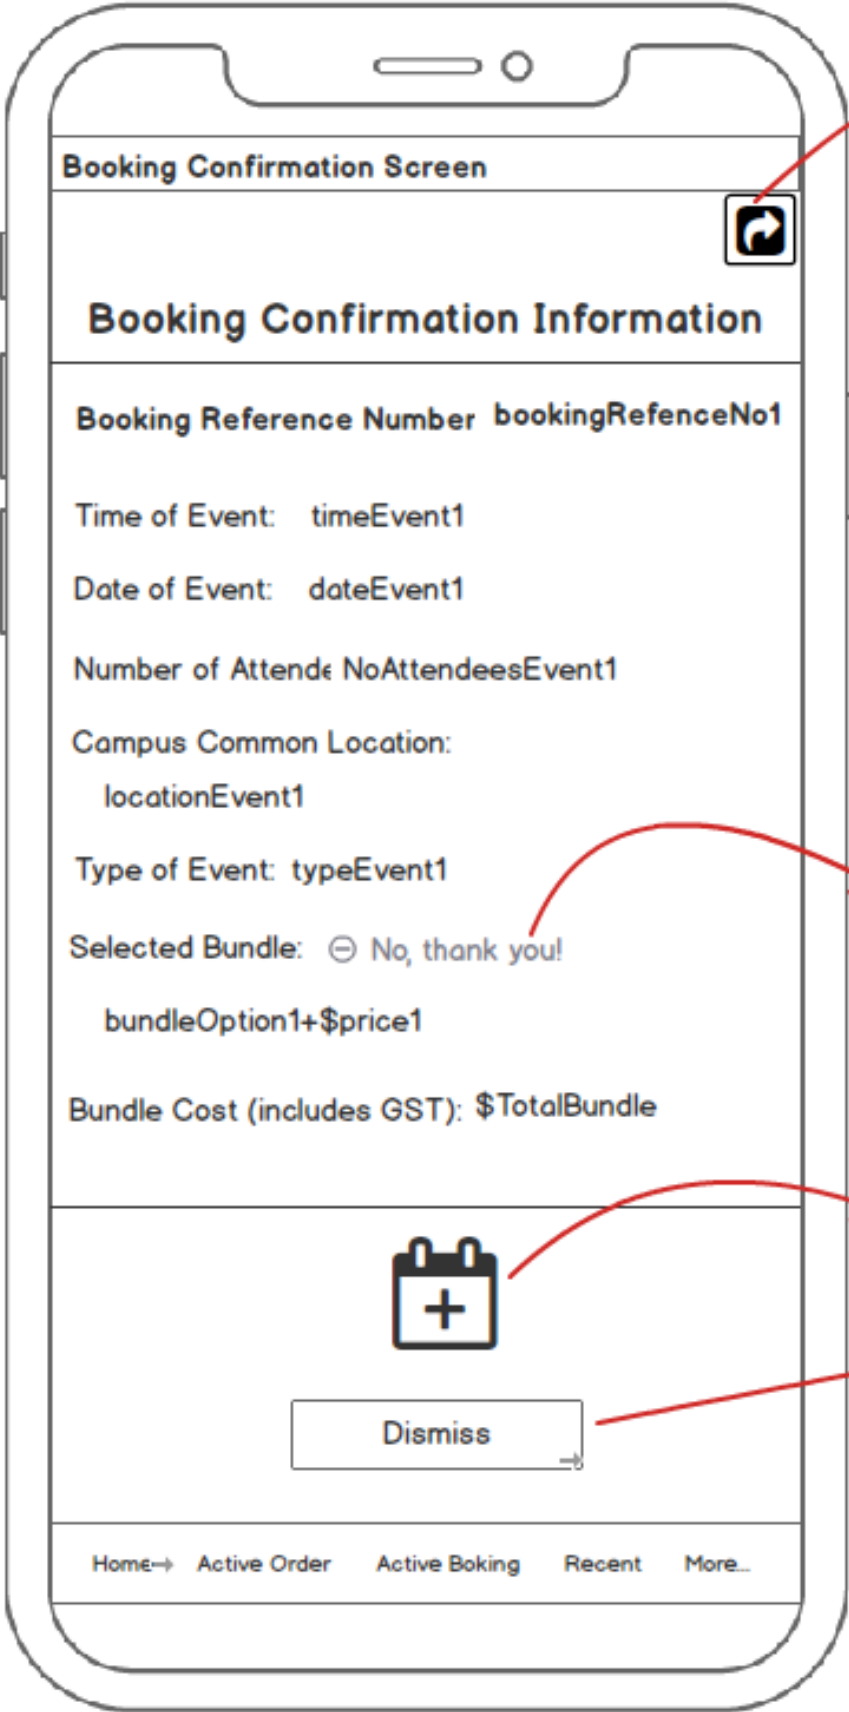 Booking Confirmation Screen
Booking Confirmation Information
Booking Reference Number bookingRefenceNo1
Time of Event: timeEvent1
Date of Event: dateEvent1
Number of Attende NoAttendeesEvent1
Campus Common Location:
locationEvent1
Type of Event: typeEvent1
Selected Bundle: No, thank you!
bundleOption1+$price1
Bundle Cost (includes GST): $TotalBundle
Dismiss
Home Active Order Active Boking Recent More...